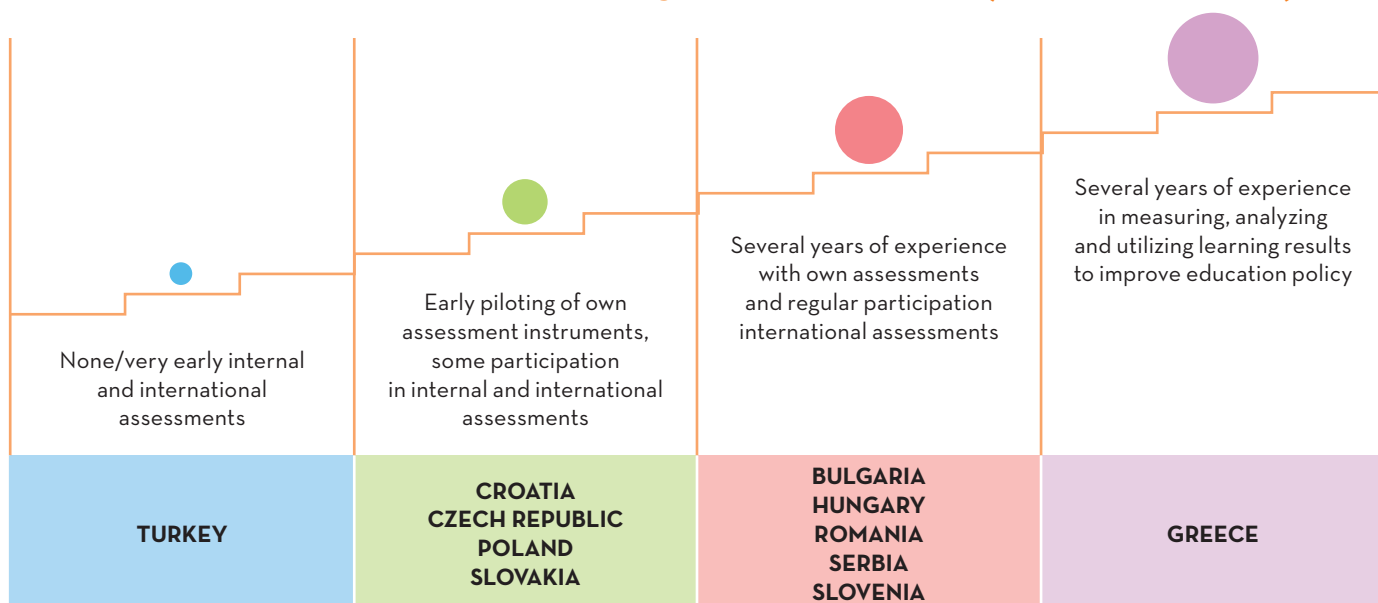 None/very early internal
and international
assessments
Early piloting of own
assessment instruments,
some participation
in internal and international
assessments
Several years of experience
with own assessments
and regular participation
international assessments
Several years of experience
in measuring, analyzing
and utilizing learning results
to improve education policy
TURKEY
CROATIA
CZECH REPUBLIC
POLAND
SLOVAKIA
BULGARIA
HUNGARY
ROMANIA
SERBIA
SLOVENIA
GREECE